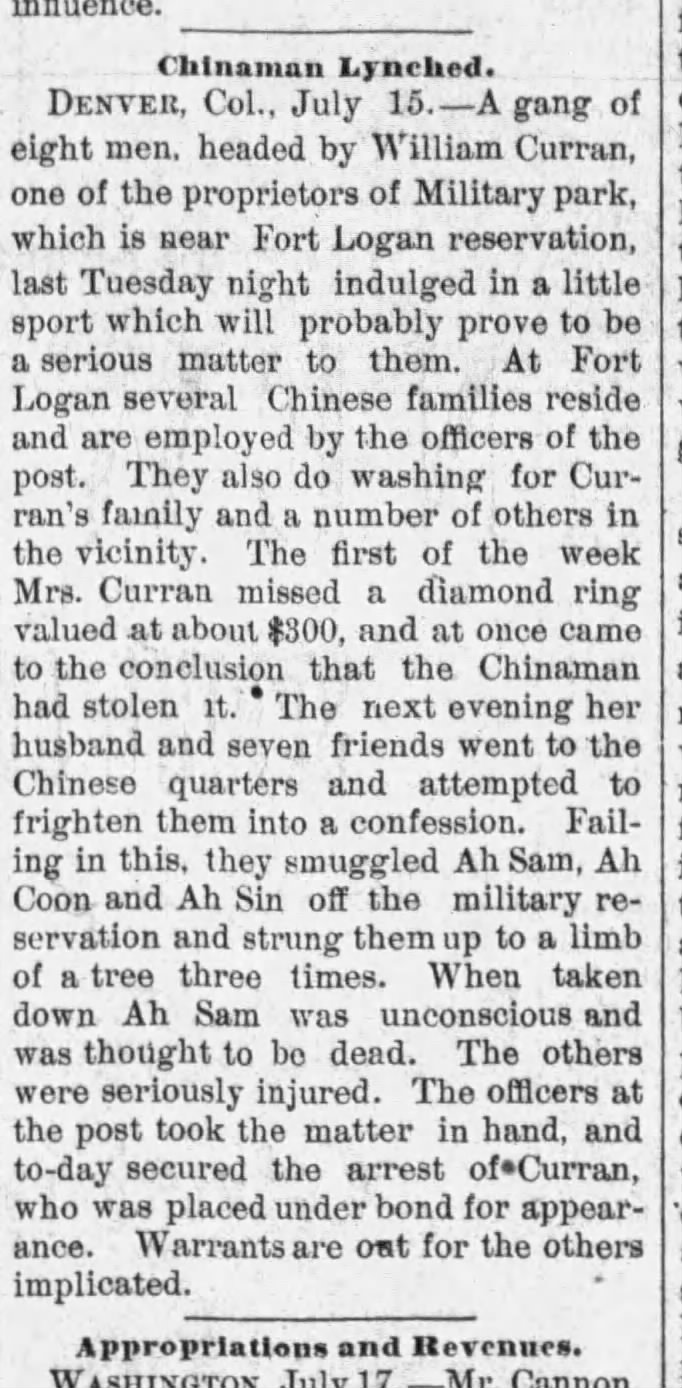 influence.
Chinaman Lynched.
DENVER, Col., July 15.—A gang of
eight men, headed by William Curran,
one of the proprietors of Military park,
which is near Fort Logan reservation,
last Tuesday night indulged in a little
sport which will probably prove to be
a serious matter to them. At Fort
Logan several Chinese families reside
and are employed by the officers of the
post. They also do washing for Cur-
ran's family and a number of others in
the vicinity. The first of the week
Mrs. Curran missed a diamond ring
valued at about $300, and at once came
to the conclusion that the Chinaman
had stolen it. The next evening her
husband and seven friends went to the
Chinese quarters and attempted to
frighten them into a confession. Fail-
ing in this, they smuggled Ah Sam, Ah
Coon and Ah Sin off the military re-
servation and strung them up to a limb
of a tree three times. When taken
down Ah Sam was unconscious and
was thought to be dead. The others
were seriously injured. The officers at
the post took the matter in hand, and
to-day secured the arrest of Curran,
who was placed under bond for appear-
ance. Warrants are out for the others
implicated.
Appropriations and Revenues.
WASHINGTON, July 17.—Mr. Cannon,